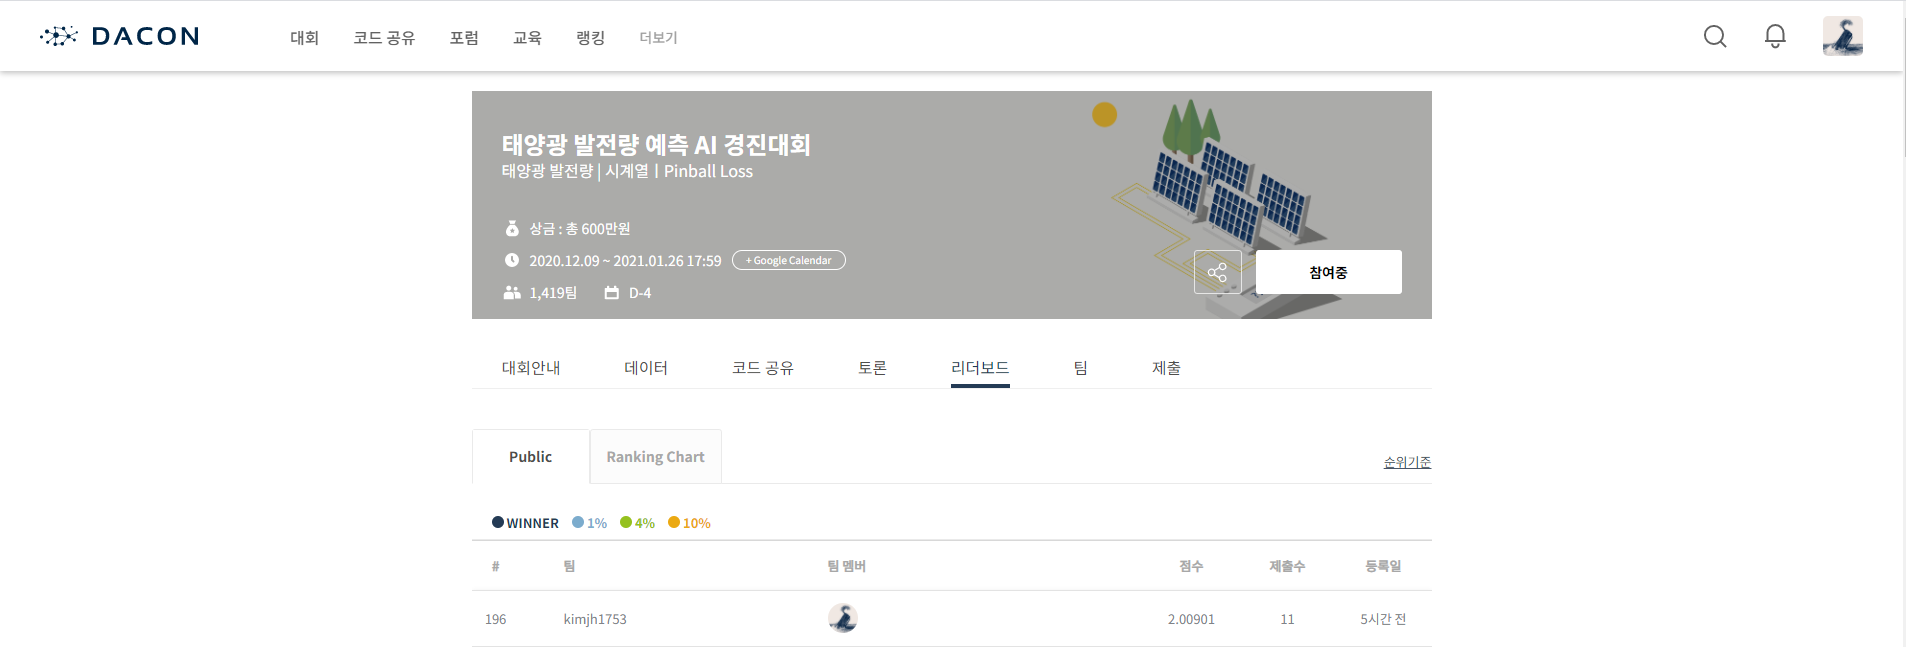 DACON 대회 코드 공유 포럼 교육 랭킹 더보기
태양광 발전량 예측 AI 경진대회
태양광 발전량 | 시계열 | Pinball Loss
상금 : 총 600만원
2020.12.09 ~ 2021.01.26 17:59 + Google Calendar
1,419팀 D-4
참여중
대회안내 데이터 코드 공유 토론 리더보드 팀 제출
Public Ranking Chart
순위기준
WINNER 1% 4% 10%
# 팀 팀 멤버 점수 제출수 등록일
196 kimjh1753 2.00901 11 5시간 전